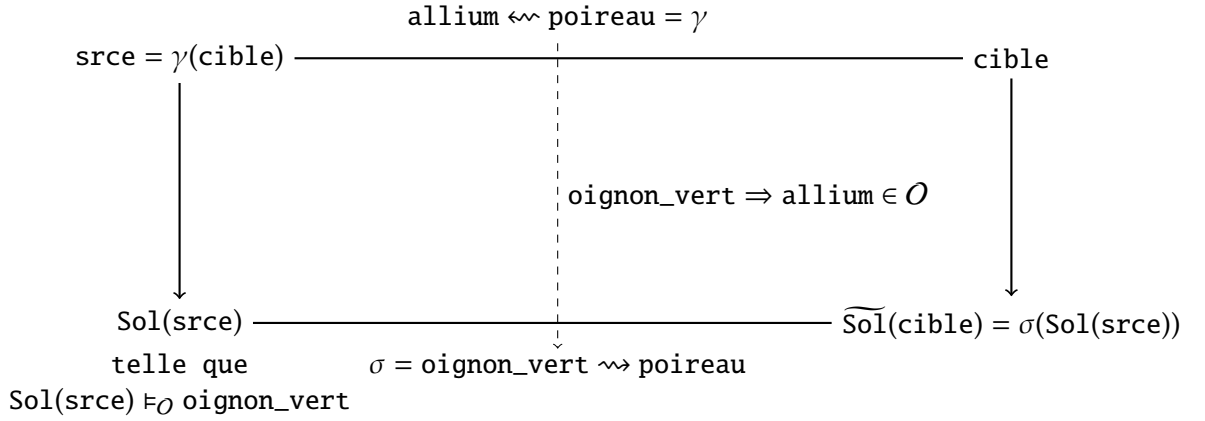 allium ⇜ poireau = γ
srce = γ(cible)
cible
oignon_vert ⇒ allium ∈ 𝒪
Sol(srce)
S͠ol(cible) = σ(Sol(srce))
telle que
σ = oignon_vert ⇝ poireau
Sol(srce) ⊨𝒪 oignon_vert